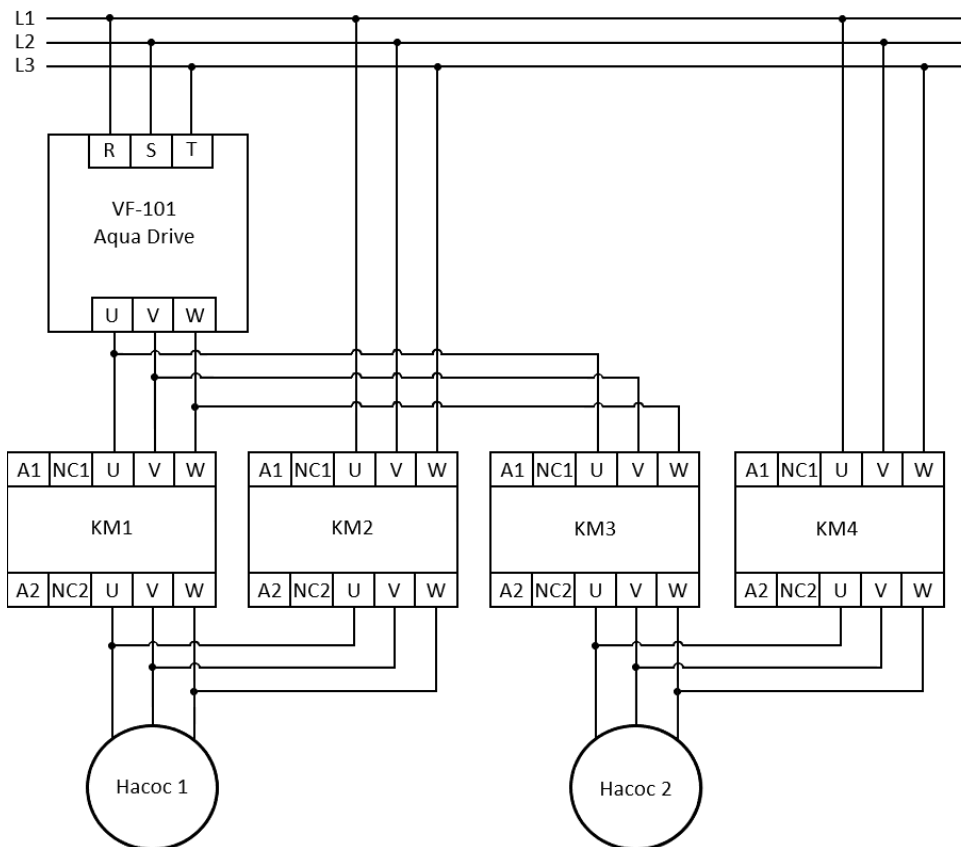 L1
L2
L3
R S T
VF-101
Aqua Drive
U V W
A1 NC1 U V W A1 NC1 U V W A1 NC1 U V W A1 NC1 U V W
KM1 KM2 KM3 KM4
A2 NC2 U V W A2 NC2 U V W A2 NC2 U V W A2 NC2 U V W
Насос 1 Насос 2